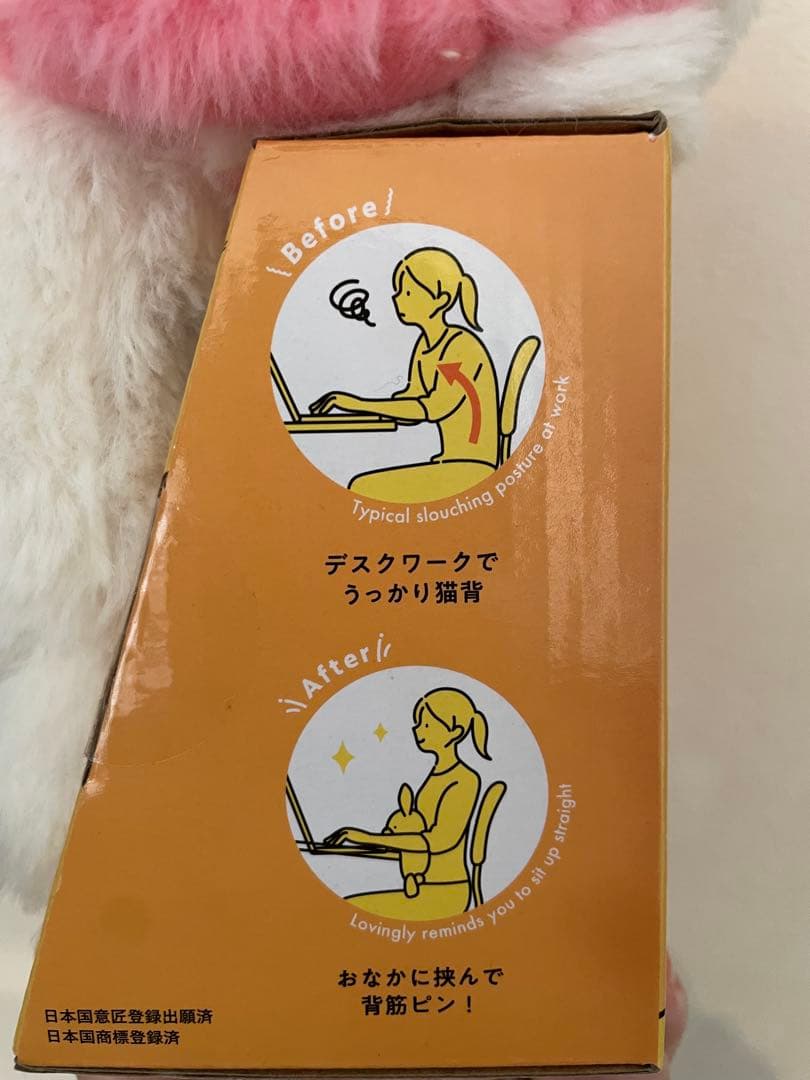 Before
Typical slouching posture at work
デスクワークで
うっかり猫背
After
Lovingly reminds you to sit up straight
おなかに挟んで
背筋ピン！
日本国意匠登録出願済
日本国商標登録済